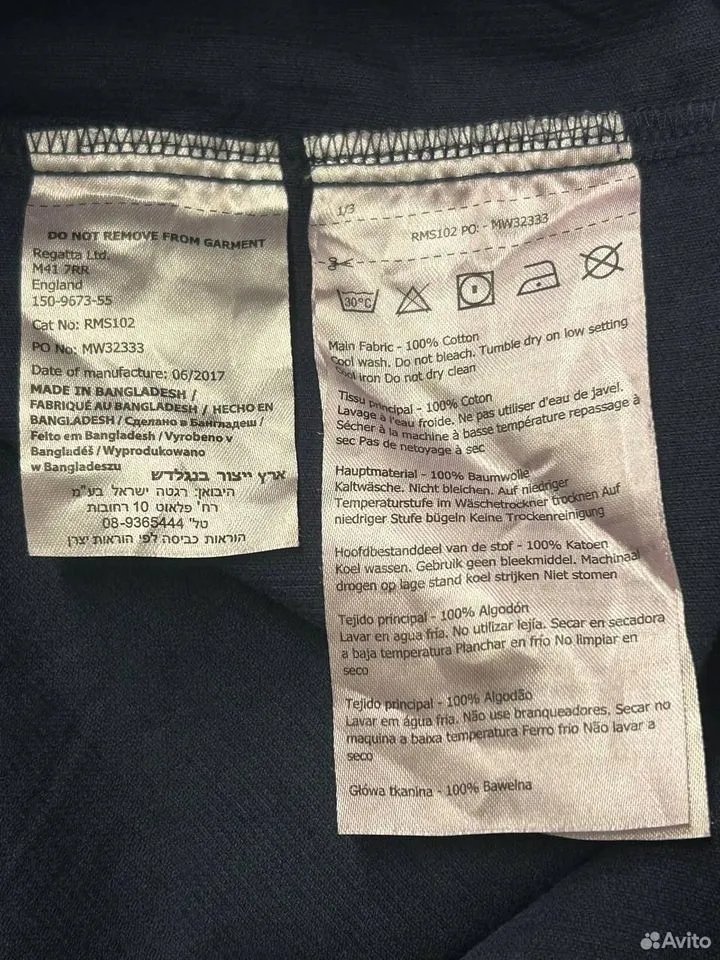 DO NOT REMOVE FROM GARMENT
Regatta Ltd.
M41 7RR
England
150-9673-55
Cat No: RMS102
PO No: MW32333
Date of manufacture: 06/2017
MADE IN BANGLADESH /
FABRIQUÉ AU BANGLADESH / HECHO EN
BANGLADESH / Сделано в Бангладеш /
Feito em Bangladesh / Vyrobeno v
Bangladéš / Wyprodukowano
w Bangladeszu
ארץ ייצור בנגלדש
היבואן: רגטה ישראל בע"מ
רח' פלאוט 10 רחובות
טל' 08-9365444
הוראות כביסה לפי הוראות יצרן
1/3
RMS102 PO: - MW32333
30°C
Main Fabric - 100% Cotton
Cool wash. Do not bleach. Tumble dry on low setting
Cool iron Do not dry clean
Tissu principal - 100% Coton
Lavage à l'eau froide. Ne pas utiliser d'eau de javel.
Sécher à la machine à basse température repassage à
sec Pas de netoyage à sec
Hauptmaterial - 100% Baumwolle
Kaltwäsche. Nicht bleichen. Auf niedriger
Temperaturstufe im Wäschetrockner trocknen Auf
niedriger Stufe bügeln Keine Trockenreinigung
Hoofdbestanddeel van de stof - 100% Katoen
Koel wassen. Gebruik geen bleekmiddel. Machinaal
drogen op lage stand koel strijken Niet stomen
Tejido principal - 100% Algodón
Lavar en agua fria. No utilizar lejía. Secar en secadora
a baja temperatura Planchar en frío No limpiar en
seco
Tejido principal - 100% Algodão
Lavar em água fria. Não use branqueadores. Secar no
maquina a baixa temperatura Ferro frio Não lavar a
seco
Główa tkanina - 100% Bawełna
Avito